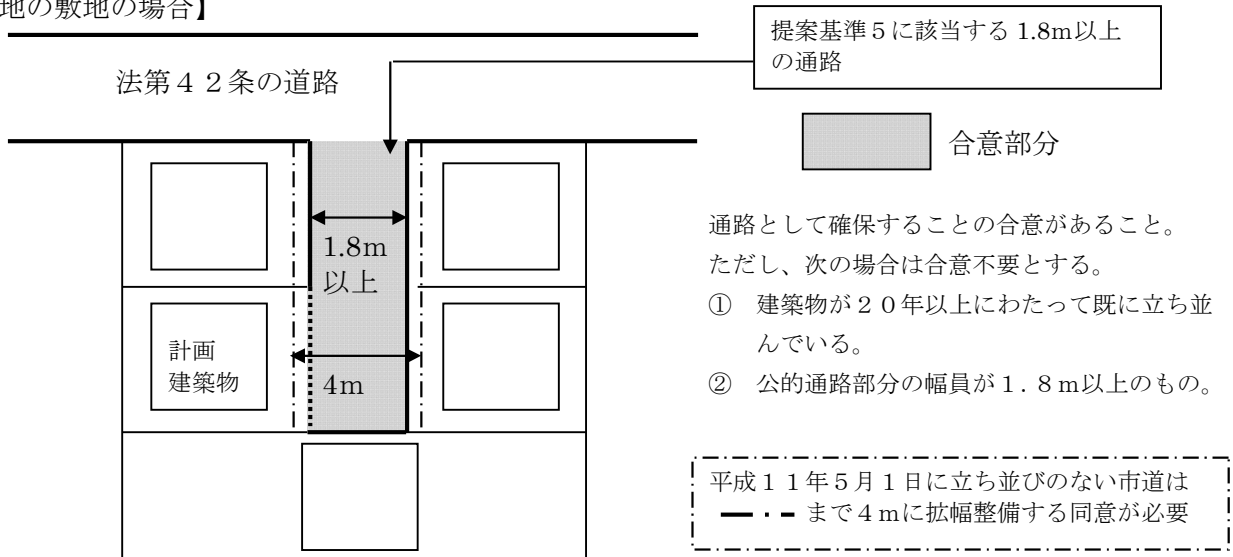 地の敷地の場合】
提案基準５に該当する 1.8m以上
の通路
法第４２条の道路
合意部分
1.8m
以上
計画
建築物
4m
通路として確保することの合意があること。
ただし、次の場合は合意不要とする。
① 建築物が２０年以上にわたって既に立ち並
んでいる。
② 公的通路部分の幅員が１.８ｍ以上のもの。
平成１１年５月１日に立ち並びのない市道は
まで４ｍに拡幅整備する同意が必要